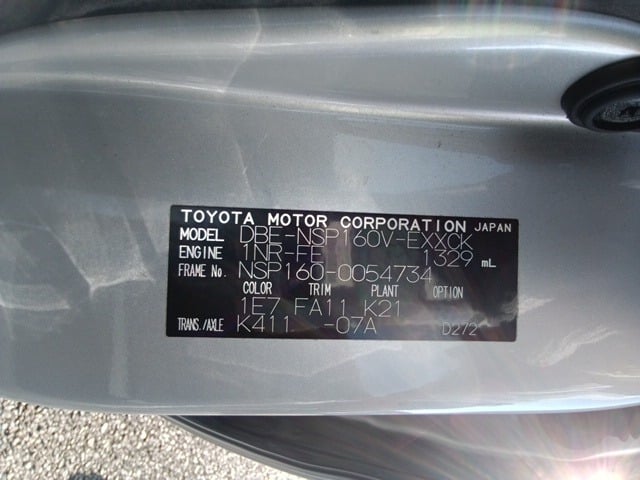 TOYOTA MOTOR CORPORATION JAPAN
MODEL DBE-NSP160V-EXXCK
ENGINE 1NR-FE 1329 mL
FRAME No. NSP160-0054734
COLOR TRIM PLANT OPTION
1E7 FA11 K21
TRANS./AXLE K411 -07A D272